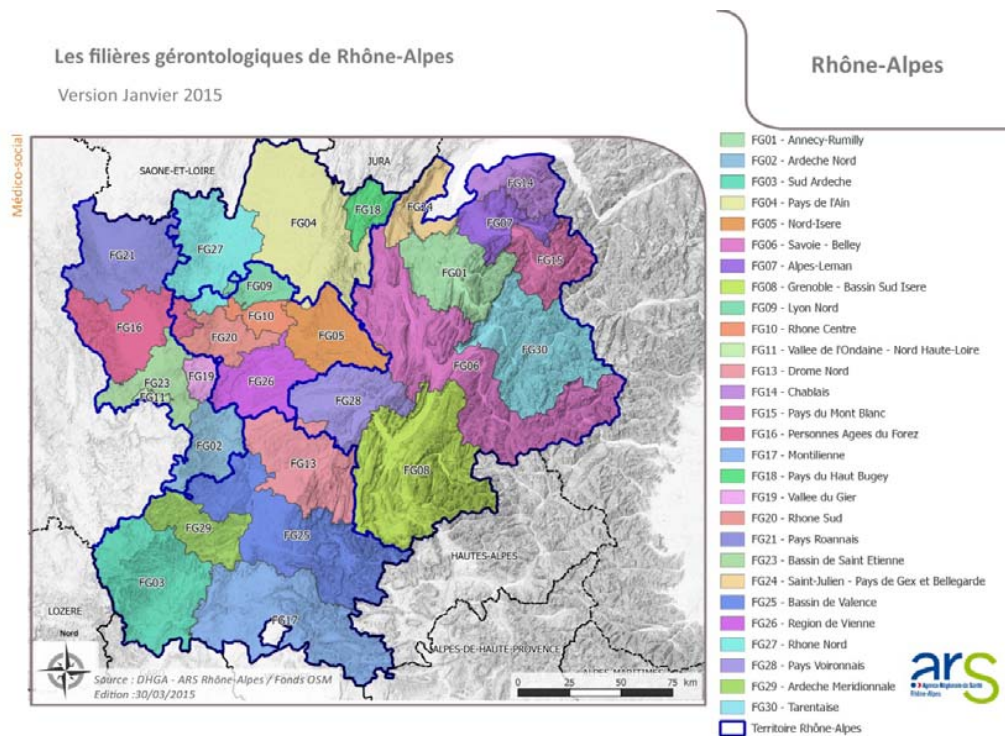 Les filières gérontologiques de Rhône-Alpes
Version Janvier 2015
Rhône-Alpes
Médico-social
SAONE-ET-LOIRE
JURA
FG14
FG18
FG24
FG04
FG07
FG27
FG21
FG15
FG01
FG09
FG10
FG16
FG05
FG20
FG30
FG06
FG23
FG19
FG26
FG11
FG28
FG02
FG13
FG08
FG29
FG25
HAUTES-ALPES
FG03
LOZERE
FG17
Nord
ALPES-DE-HAUTE-PROVENCE
ALPES-MARITIMES
Source : DHGA - ARS Rhône-Alpes / Fonds OSM
Edition :30/03/2015
0 25 50 75 km
FG01 - Annecy-Rumilly
FG02 - Ardeche Nord
FG03 - Sud Ardeche
FG04 - Pays de l'Ain
FG05 - Nord-Isere
FG06 - Savoie - Belley
FG07 - Alpes-Leman
FG08 - Grenoble - Bassin Sud Isere
FG09 - Lyon Nord
FG10 - Rhone Centre
FG11 - Vallee de l'Ondaine - Nord Haute-Loire
FG13 - Drome Nord
FG14 - Chablais
FG15 - Pays du Mont Blanc
FG16 - Personnes Agees du Forez
FG17 - Montilienne
FG18 - Pays du Haut Bugey
FG19 - Vallee du Gier
FG20 - Rhone Sud
FG21 - Pays Roannais
FG23 - Bassin de Saint Etienne
FG24 - Saint-Julien - Pays de Gex et Bellegarde
FG25 - Bassin de Valence
FG26 - Region de Vienne
FG27 - Rhone Nord
FG28 - Pays Voironnais
FG29 - Ardeche Meridionnale
FG30 - Tarentaise
Territoire Rhône-Alpes
ars
Agence Régionale de Santé
Rhône-Alpes